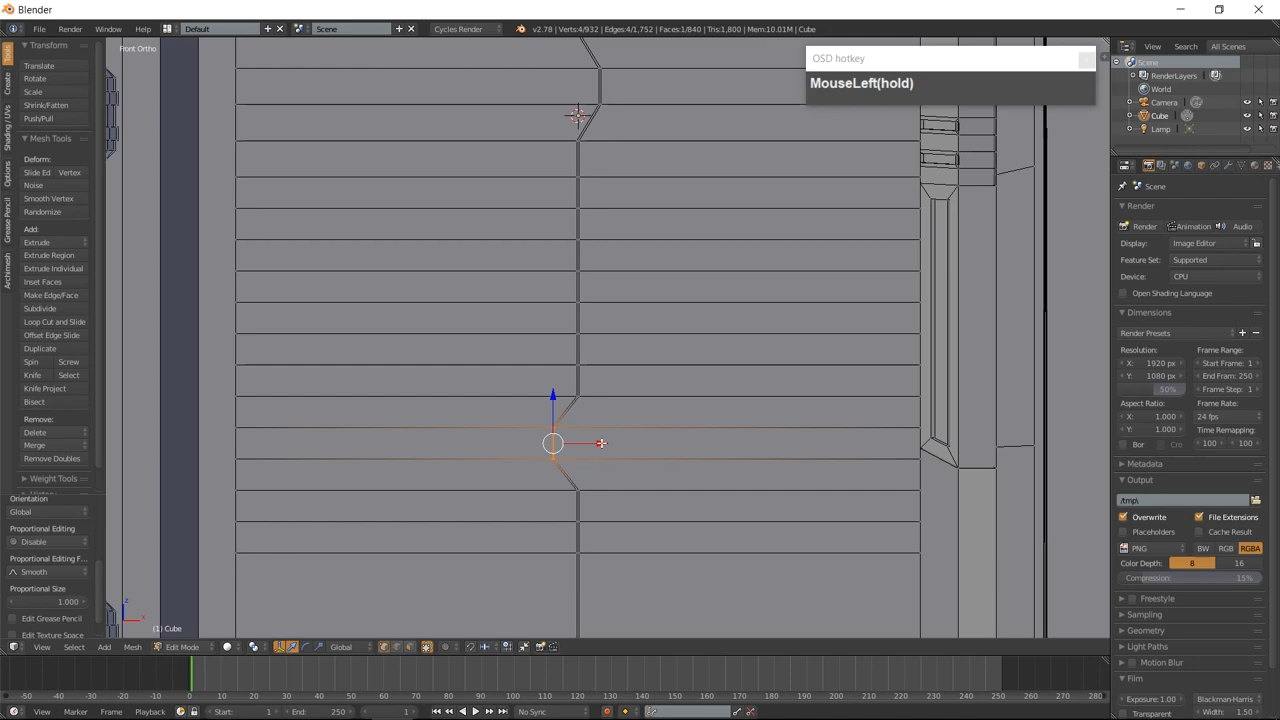 Blender
File Render Window Help Default Scene Cycles Render v2.78 | Verts:4/932 | Edges:4/1,752 | Faces:1/840 | Tris:1,840 | Mem:10.01M | Cube
Front Ortho
OSD hotkey
MouseLeft(hold)
Tools
Create
Shading / UVs
Options
Grease Pencil
Archimesh
Transform
Translate
Rotate
Scale
Shrink/Fatten
Push/Pull
Mesh Tools
Deform:
Slide Ed Vertex
Noise
Smooth Vertex
Randomize
Add:
Extrude
Extrude Region
Extrude Individual
Inset Faces
Make Edge/Face
Subdivide
Loop Cut and Slide
Offset Edge Slide
Duplicate
Spin Screw
Knife Select
Knife Project
Bisect
Remove:
Delete
Merge
Remove Doubles
Weight Tools
Orientation
Global
Proportional Editing
Disable
Proportional Editing F...
Smooth
Proportional Size
1.000
Edit Grease Pencil
Edit Texture Space
z
x
(1) Cube
View Select Add Mesh Edit Mode Global
View Search All Scenes
Scene
RenderLayers
World
Camera
Cube
Lamp
Scene
Render
Render Animation Audio
Display: Image Editor
Feature Set: Supported
Device: CPU
Open Shading Language
Dimensions
Render Presets
Resolution: Frame Range:
X: 1920 px Start Frame: 1
Y: 1080 px End Fram: 250
50% Frame Step: 1
Aspect Ratio: Frame Rate:
X: 1.000 24 fps
Y: 1.000 Time Remapping:
Bor Cro 100 100
Metadata
Output
/tmp\
Overwrite File Extensions
Placeholders Cache Result
PNG BW RGB RGBA
Color Depth: 8 16
Compression: 15%
Freestyle
Sampling
Geometry
Light Paths
Motion Blur
Film
Exposure: 1.00 Blackman-Harris
Transparent Width: 1.50
-50 -40 -30 -20 -10 0 10 20 30 40 50 60 70 80 90 100 110 120 130 140 150 160 170 180 190 200 210 220 230 240 250 260 270 280
View Marker Frame Playback Start: 1 End: 250 1 No Sync